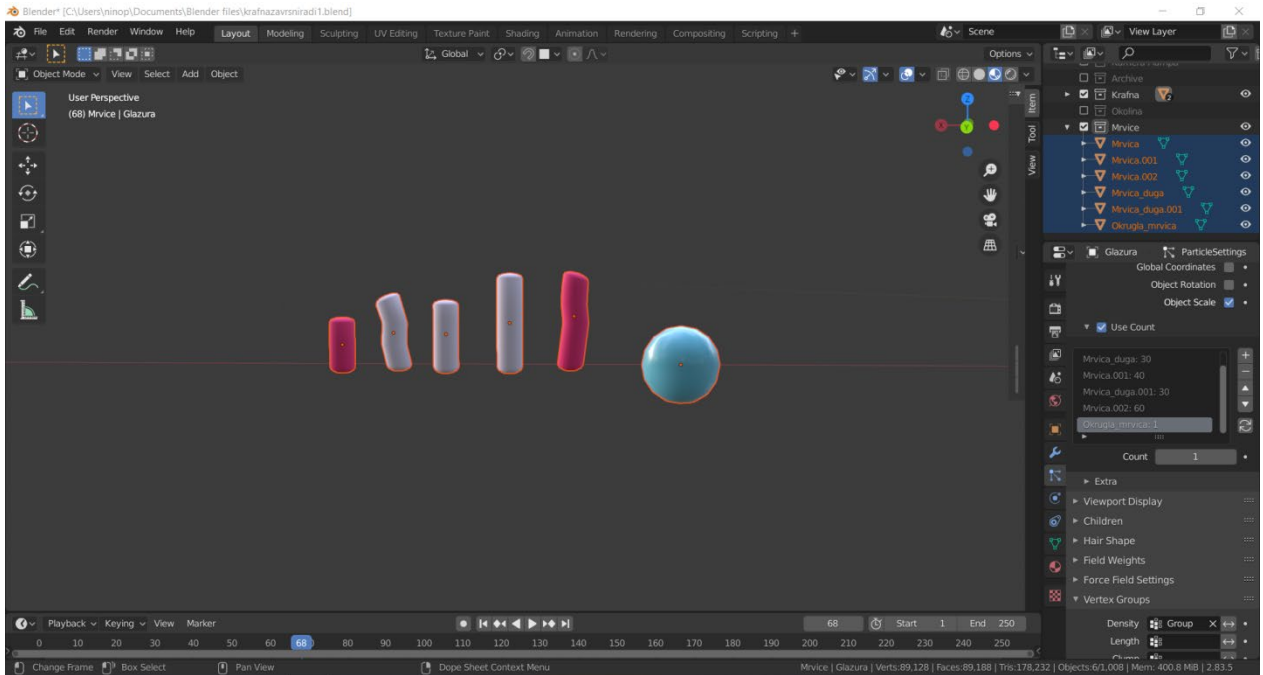 Blender* [C:\Users\ninop\Documents\Blender files\krafnazavrsniradi1.blend]
File Edit Render Window Help Layout Modeling Sculpting UV Editing Texture Paint Shading Animation Rendering Compositing Scripting + Scene View Layer
Global Options
Object Mode View Select Add Object
User Perspective
(68) Mrvice | Glazura
Z
X
Y
Item
Tool
View
Archive
Krafna 2
Okolina
Mrvice
Mrvica
Mrvica.001
Mrvica.002
Mrvica_duga
Mrvica_duga.001
Okrugla_mrvica
Glazura ParticleSettings
Global Coordinates
Object Rotation
Object Scale
Use Count
Mrvica_duga: 30
Mrvica.001: 40
Mrvica_duga.001: 30
Mrvica.002: 60
Okrugla_mrvica: 1
Count 1
Extra
Viewport Display
Children
Hair Shape
Field Weights
Force Field Settings
Vertex Groups
Density Group
Length
Playback Keying View Marker 68 Start 1 End 250
0 10 20 30 40 50 60 68 80 90 100 110 120 130 140 150 160 170 180 190 200 210 220 230 240 250
Change Frame Box Select Pan View Dope Sheet Context Menu Mrvice | Glazura | Verts:89,128 | Faces:89,188 | Tris:178,232 | Objects:6/1,008 | Mem: 400.8 MiB | 2.83.5